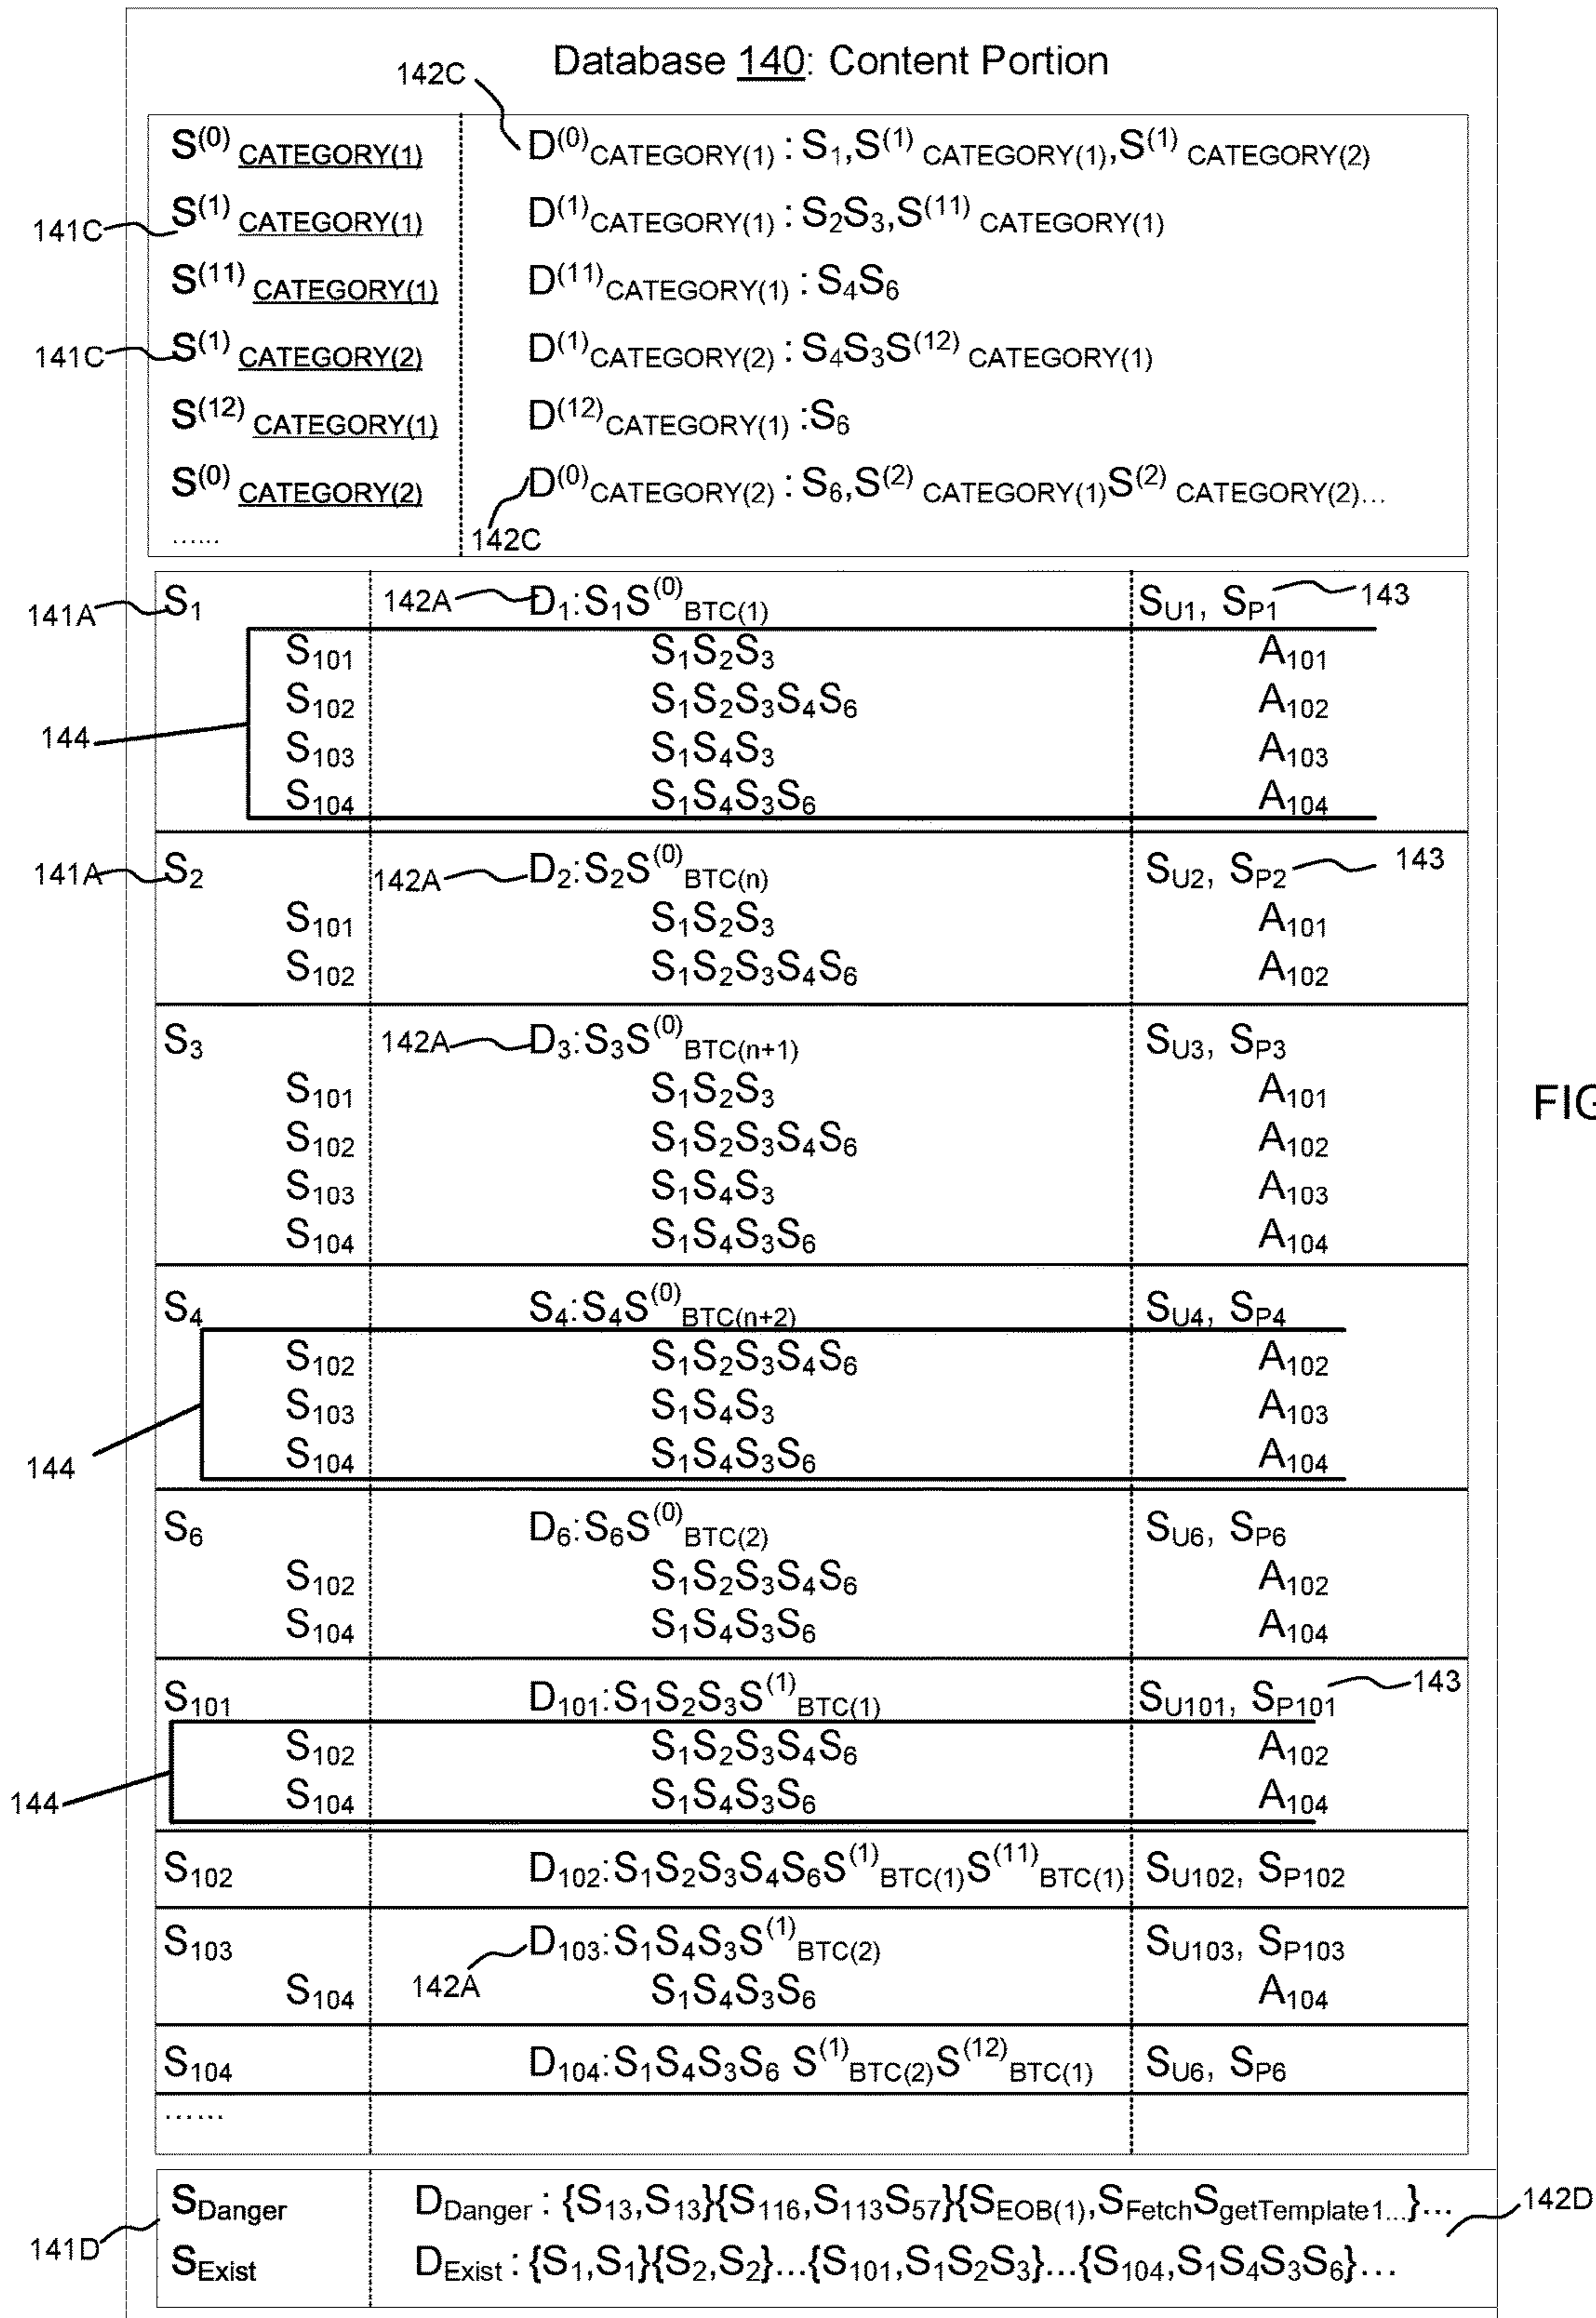 Database 140: Content Portion
142C
S(0) CATEGORY(1) D(0)CATEGORY(1) : S1,S(1) CATEGORY(1),S(1) CATEGORY(2)
141C S(1) CATEGORY(1) D(1)CATEGORY(1) : S2S3,S(11) CATEGORY(1)
S(11) CATEGORY(1) D(11)CATEGORY(1) : S4S6
141C S(1) CATEGORY(2) D(1)CATEGORY(2) : S4S3S(12) CATEGORY(1)
S(12) CATEGORY(1) D(12)CATEGORY(1) :S6
S(0) CATEGORY(2) D(0)CATEGORY(2) : S6,S(2) CATEGORY(1)S(2) CATEGORY(2)...
...... 142C
141A S1 142A D1:S1S(0)BTC(1) SU1, SP1 143
S101 S1S2S3 A101
S102 S1S2S3S4S6 A102
144 S103 S1S4S3 A103
S104 S1S4S3S6 A104
141A S2 142A D2:S2S(0)BTC(n) SU2, SP2 143
S101 S1S2S3 A101
S102 S1S2S3S4S6 A102
S3 142A D3:S3S(0)BTC(n+1) SU3, SP3
S101 S1S2S3 A101
FIG
S102 S1S2S3S4S6 A102
S103 S1S4S3 A103
S104 S1S4S3S6 A104
S4 S4:S4S(0)BTC(n+2) SU4, SP4
S102 S1S2S3S4S6 A102
S103 S1S4S3 A103
144 S104 S1S4S3S6 A104
S6 D6:S6S(0)BTC(2) SU6, SP6
S102 S1S2S3S4S6 A102
S104 S1S4S3S6 A104
S101 D101:S1S2S3S(1)BTC(1) SU101, SP101 143
S102 S1S2S3S4S6 A102
144 S104 S1S4S3S6 A104
S102 D102:S1S2S3S4S6S(1)BTC(1)S(11)BTC(1) SU102, SP102
S103 D103:S1S4S3S(1)BTC(2) SU103, SP103
S104 142A S1S4S3S6 A104
S104 D104:S1S4S3S6 S(1)BTC(2)S(12)BTC(1) SU6, SP6
......
SDanger DDanger : {S13,S13}{S116,S113S57}{SEOB(1),SFetchSgetTemplate1...}... 142D
141D SExist DExist : {S1,S1}{S2,S2}...{S101,S1S2S3}...{S104,S1S4S3S6}...